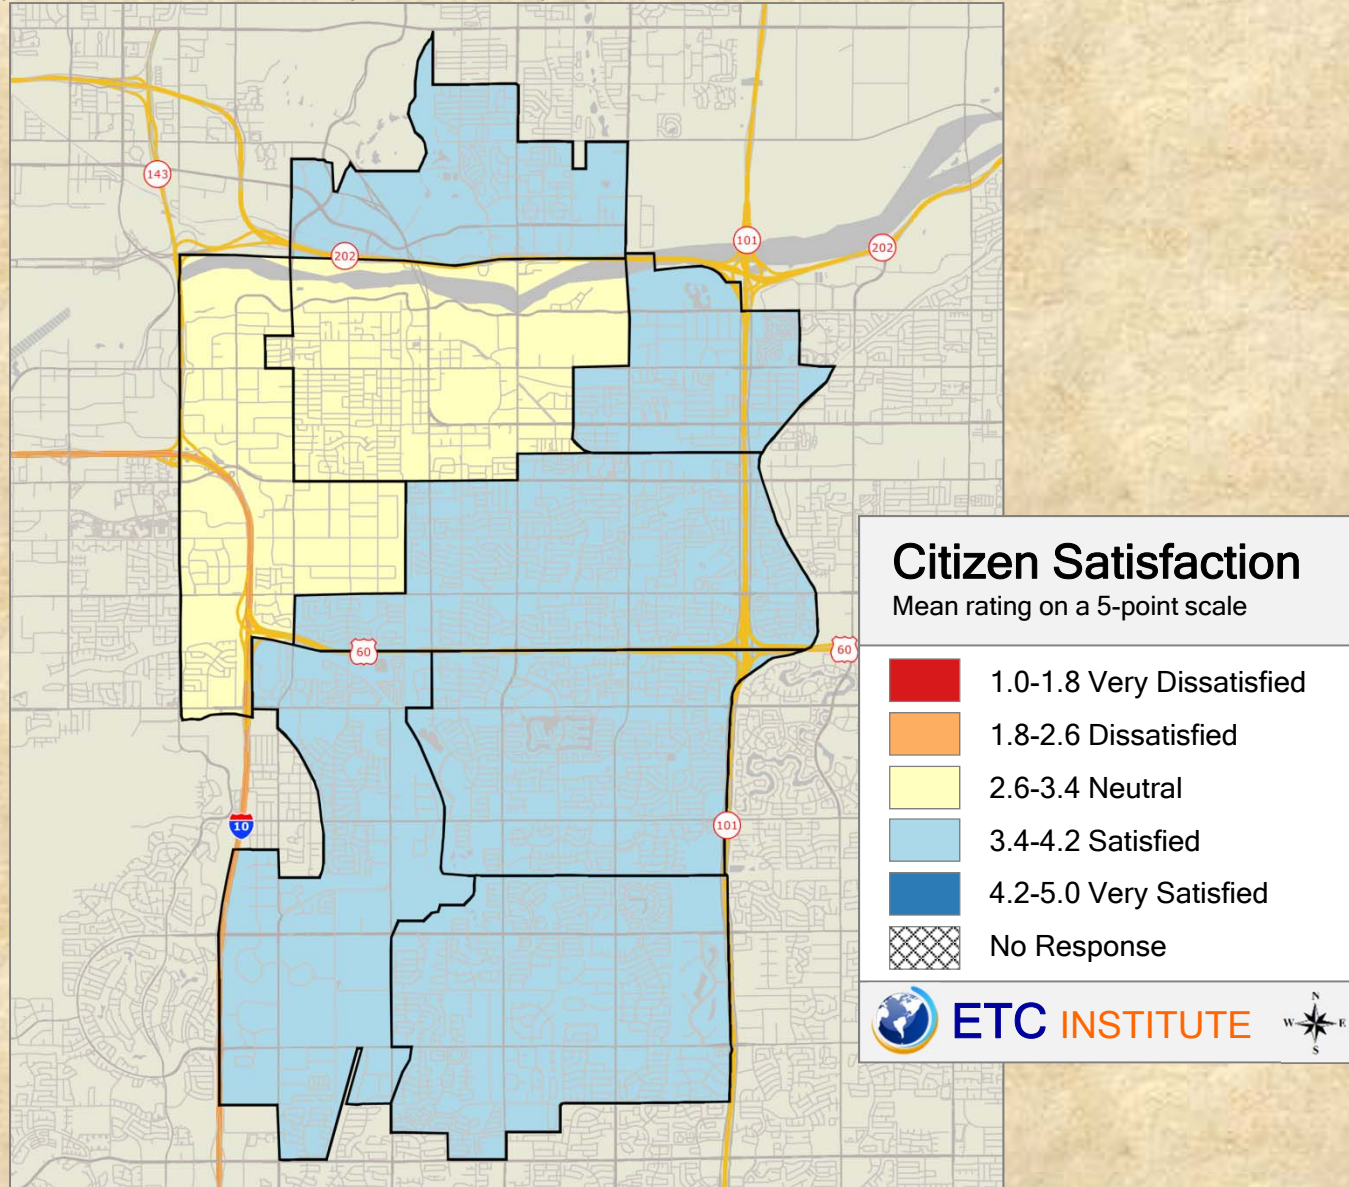 143
202
101
202
60
60
10
101
Citizen Satisfaction
Mean rating on a 5-point scale
1.0-1.8 Very Dissatisfied
1.8-2.6 Dissatisfied
2.6-3.4 Neutral
3.4-4.2 Satisfied
4.2-5.0 Very Satisfied
No Response
ETC INSTITUTE
N
W E
S